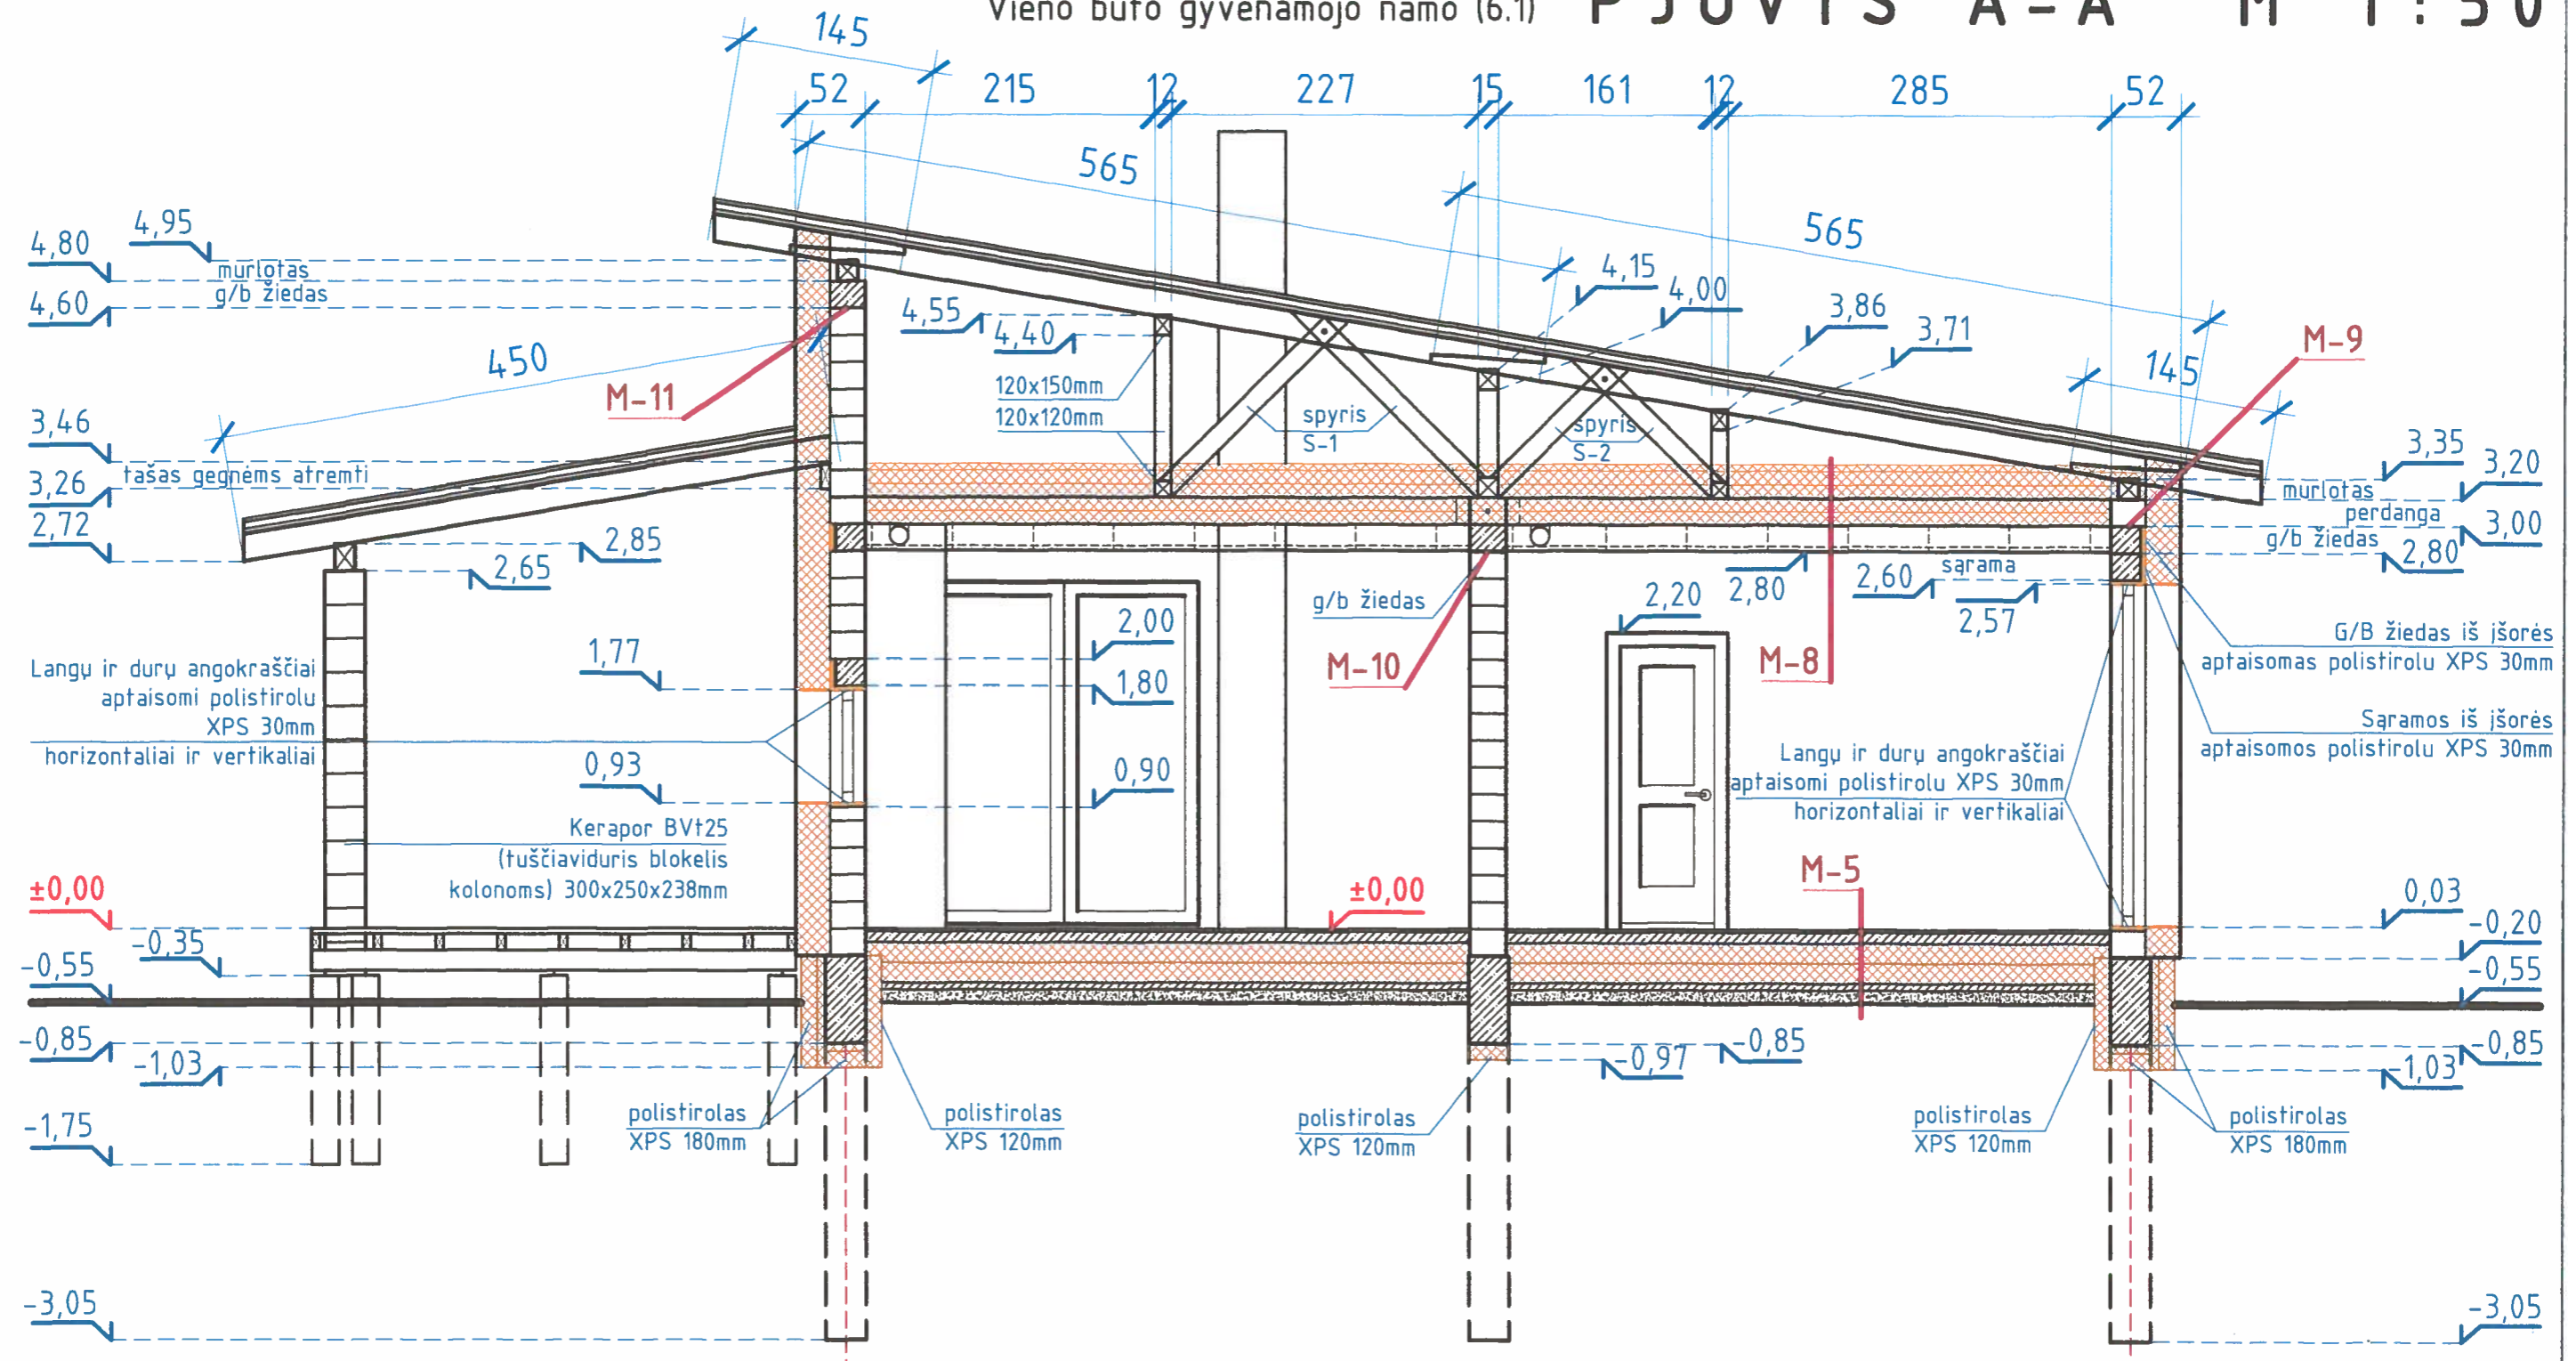 Vieno buto gyvenamojo namo (6.1) PJŪVIS A-A M 1:50
145
52 215 12 227 15 161 12 285 52
565
565
4,95
4,80
murlotas
g/b žiedas
4,60
4,15
4,00
4,55
4,40
3,86
3,71
M-9
145
450
M-11
120x150mm
120x120mm
spyris
S-1
spyris
S-2
3,46
tašas gegnėms atremti
3,26
2,72
3,35
3,20
murlotas
perdanga
3,00
g/b žiedas
2,80
2,85
2,65
2,80
2,60
sąrama
2,57
g/b žiedas
2,20
2,00
1,80
1,77
M-10
M-8
G/B žiedas iš įšorės
aptaisomas polistirolu XPS 30mm
Langų ir durų angokraščiai
aptaisomi polistirolu
XPS 30mm
horizontaliai ir vertikaliai
Sąramos iš įšorės
aptaisomos polistirolu XPS 30mm
0,93
0,90
Langų ir durų angokraščiai
aptaisomi polistirolu XPS 30mm
horizontaliai ir vertikaliai
Kerapor BVt25
(tuščiaviduris blokelis
kolonoms) 300x250x238mm
M-5
±0,00
±0,00
0,03
-0,20
-0,35
-0,55
-0,55
-0,85
-1,03
-0,85
-0,97
-0,85
-1,03
polistirolas
XPS 180mm
polistirolas
XPS 120mm
polistirolas
XPS 120mm
polistirolas
XPS 120mm
polistirolas
XPS 180mm
-1,75
-3,05
-3,05